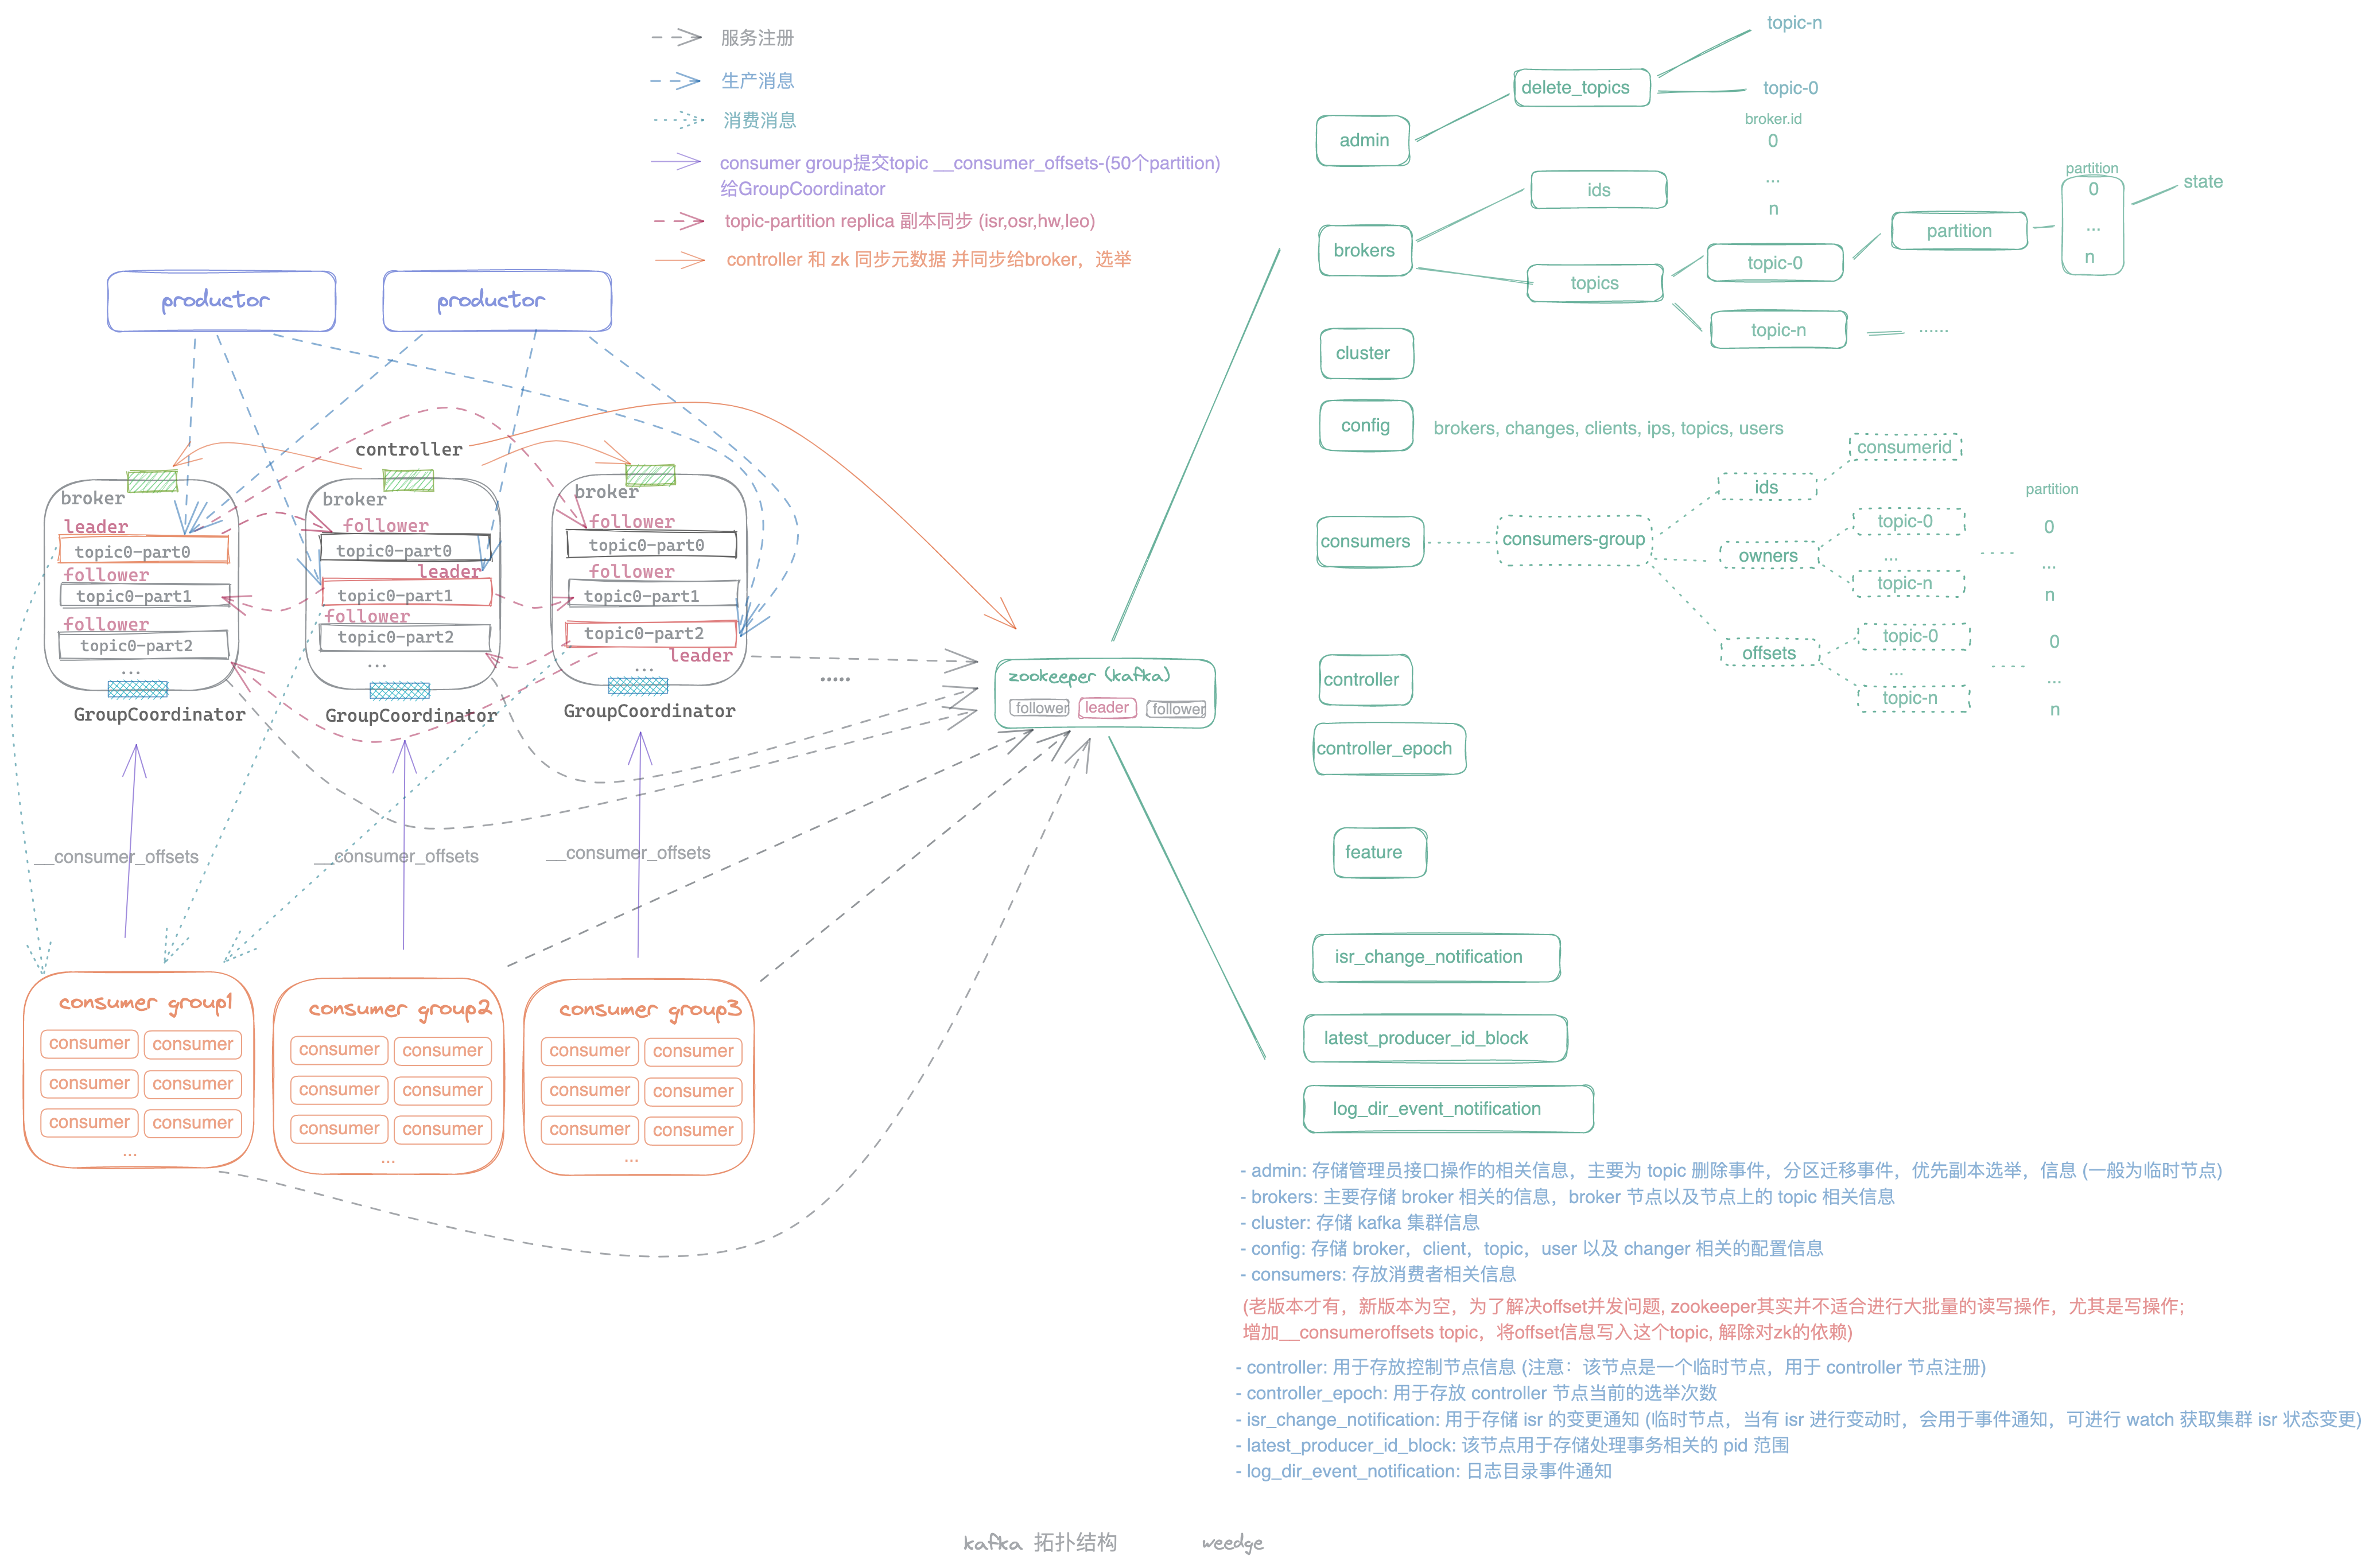 服务注册
生产消息
消费消息
consumer group提交topic __consumer_offsets-(50个partition)
给GroupCoordinator
topic-partition replica 副本同步 (isr,osr,hw,leo)
controller 和 zk 同步元数据 并同步给broker，选举
productor
productor
controller
broker
leader
topic0-part0
follower
topic0-part1
follower
topic0-part2
...
GroupCoordinator
broker
follower
topic0-part0
leader
topic0-part1
follower
topic0-part2
...
GroupCoordinator
broker
follower
topic0-part0
follower
topic0-part1
topic0-part2
leader
...
GroupCoordinator
.....
__consumer_offsets
__consumer_offsets
__consumer_offsets
consumer group1
consumer consumer
consumer consumer
consumer consumer
...
consumer group2
consumer consumer
consumer consumer
consumer consumer
...
consumer group3
consumer consumer
consumer consumer
consumer consumer
...
zookeeper (kafka)
follower leader follower
admin
delete_topics
topic-n
topic-0
brokers
ids
broker.id
0
...
n
topics
topic-0
partition
partition
0
...
n
state
topic-n
......
cluster
config
brokers, changes, clients, ips, topics, users
consumers
consumers-group
ids
consumerid
owners
topic-0
...
topic-n
partition
0
...
n
offsets
topic-0
...
topic-n
0
...
n
controller
controller_epoch
feature
isr_change_notification
latest_producer_id_block
log_dir_event_notification
- admin: 存储管理员接口操作的相关信息，主要为 topic 删除事件，分区迁移事件，优先副本选举，信息 (一般为临时节点)
- brokers: 主要存储 broker 相关的信息，broker 节点以及节点上的 topic 相关信息
- cluster: 存储 kafka 集群信息
- config: 存储 broker，client，topic，user 以及 changer 相关的配置信息
- consumers: 存放消费者相关信息
(老版本才有，新版本为空，为了解决offset并发问题, zookeeper其实并不适合进行大批量的读写操作，尤其是写操作;
增加__consumeroffsets topic，将offset信息写入这个topic, 解除对zk的依赖)
- controller: 用于存放控制节点信息 (注意：该节点是一个临时节点，用于 controller 节点注册)
- controller_epoch: 用于存放 controller 节点当前的选举次数
- isr_change_notification: 用于存储 isr 的变更通知 (临时节点，当有 isr 进行变动时，会用于事件通知，可进行 watch 获取集群 isr 状态变更)
- latest_producer_id_block: 该节点用于存储处理事务相关的 pid 范围
- log_dir_event_notification: 日志目录事件通知
kafka 拓扑结构
weedge